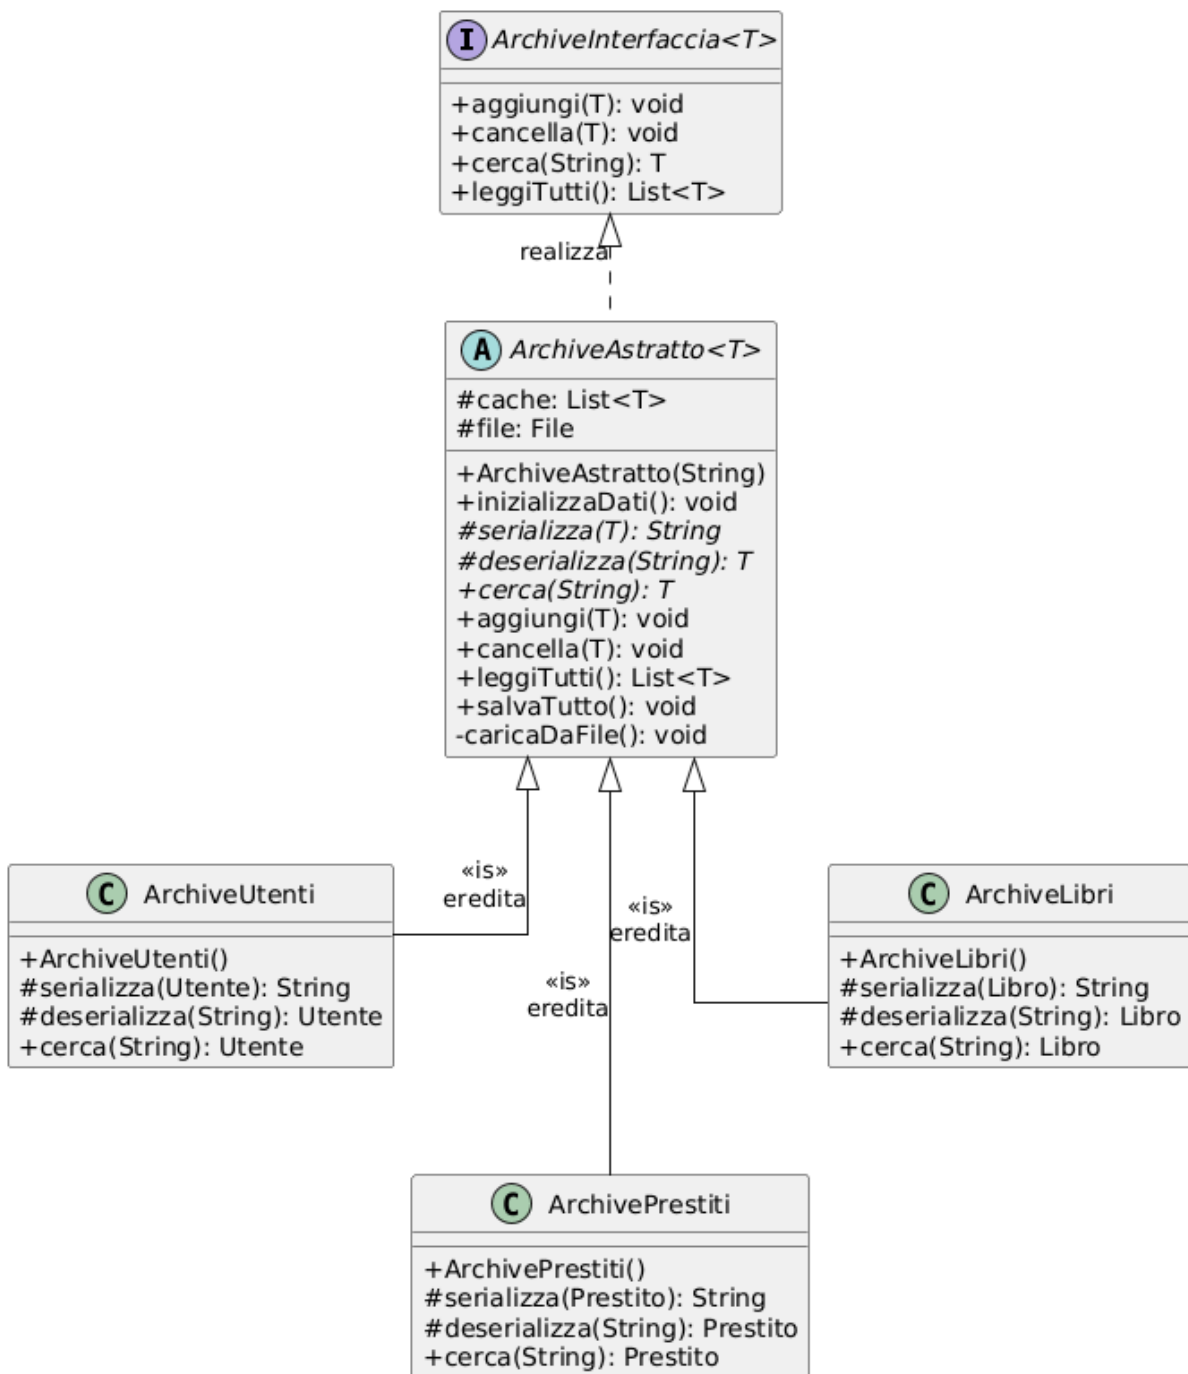 I ArchiveInterfaccia<T>
+aggiungi(T): void
+cancella(T): void
+cerca(String): T
+leggiTutti(): List<T>
realizza
A ArchiveAstratto<T>
#cache: List<T>
#file: File
+ArchiveAstratto(String)
+inizializzaDati(): void
#serializza(T): String
#deserializza(String): T
+cerca(String): T
+aggiungi(T): void
+cancella(T): void
+leggiTutti(): List<T>
+salvaTutto(): void
-caricaDaFile(): void
«is»
eredita
«is»
eredita
«is»
eredita
C ArchiveUtenti
+ArchiveUtenti()
#serializza(Utente): String
#deserializza(String): Utente
+cerca(String): Utente
C ArchiveLibri
+ArchiveLibri()
#serializza(Libro): String
#deserializza(String): Libro
+cerca(String): Libro
C ArchivePrestiti
+ArchivePrestiti()
#serializza(Prestito): String
#deserializza(String): Prestito
+cerca(String): Prestito